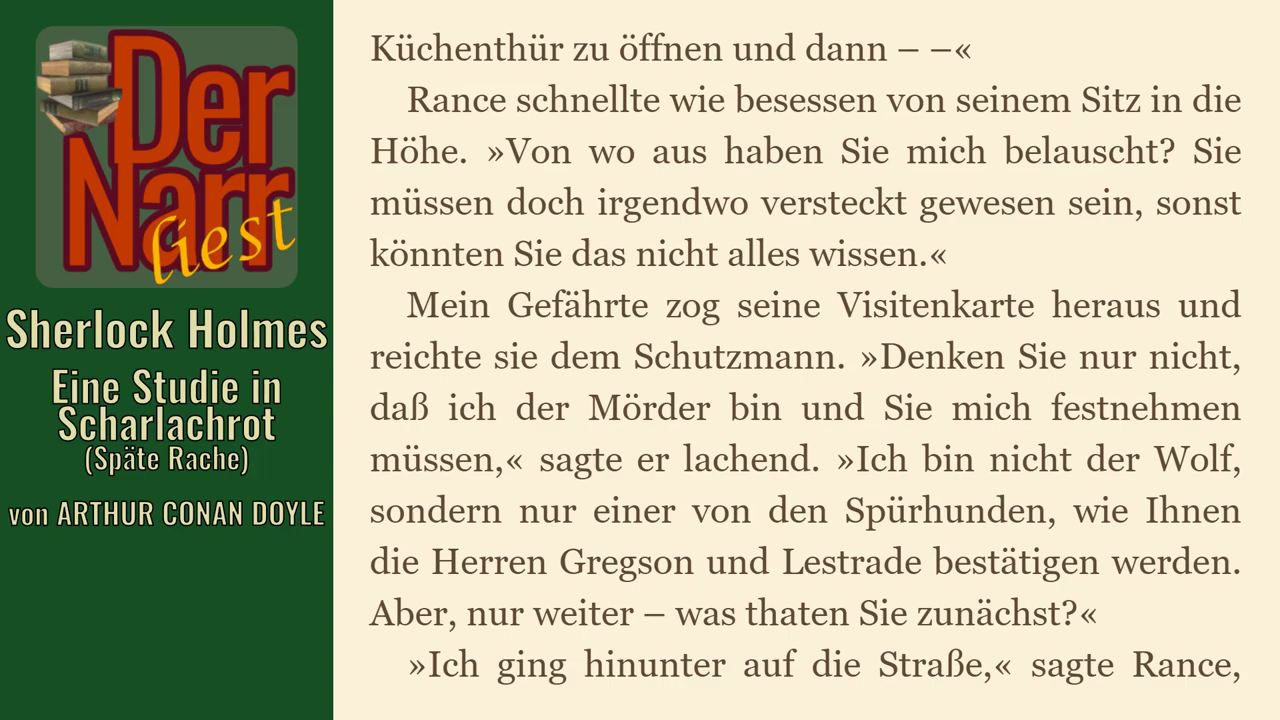 Der
Narr
liest
Sherlock Holmes
Eine Studie in
Scharlachrot
(Späte Rache)
von ARTHUR CONAN DOYLE
Küchenthür zu öffnen und dann – –«
Rance schnellte wie besessen von seinem Sitz in die
Höhe. »Von wo aus haben Sie mich belauscht? Sie
müssen doch irgendwo versteckt gewesen sein, sonst
könnten Sie das nicht alles wissen.«
Mein Gefährte zog seine Visitenkarte heraus und
reichte sie dem Schutzmann. »Denken Sie nur nicht,
daß ich der Mörder bin und Sie mich festnehmen
müssen,« sagte er lachend. »Ich bin nicht der Wolf,
sondern nur einer von den Spürhunden, wie Ihnen
die Herren Gregson und Lestrade bestätigen werden.
Aber, nur weiter – was thaten Sie zunächst?«
»Ich ging hinunter auf die Straße,« sagte Rance,